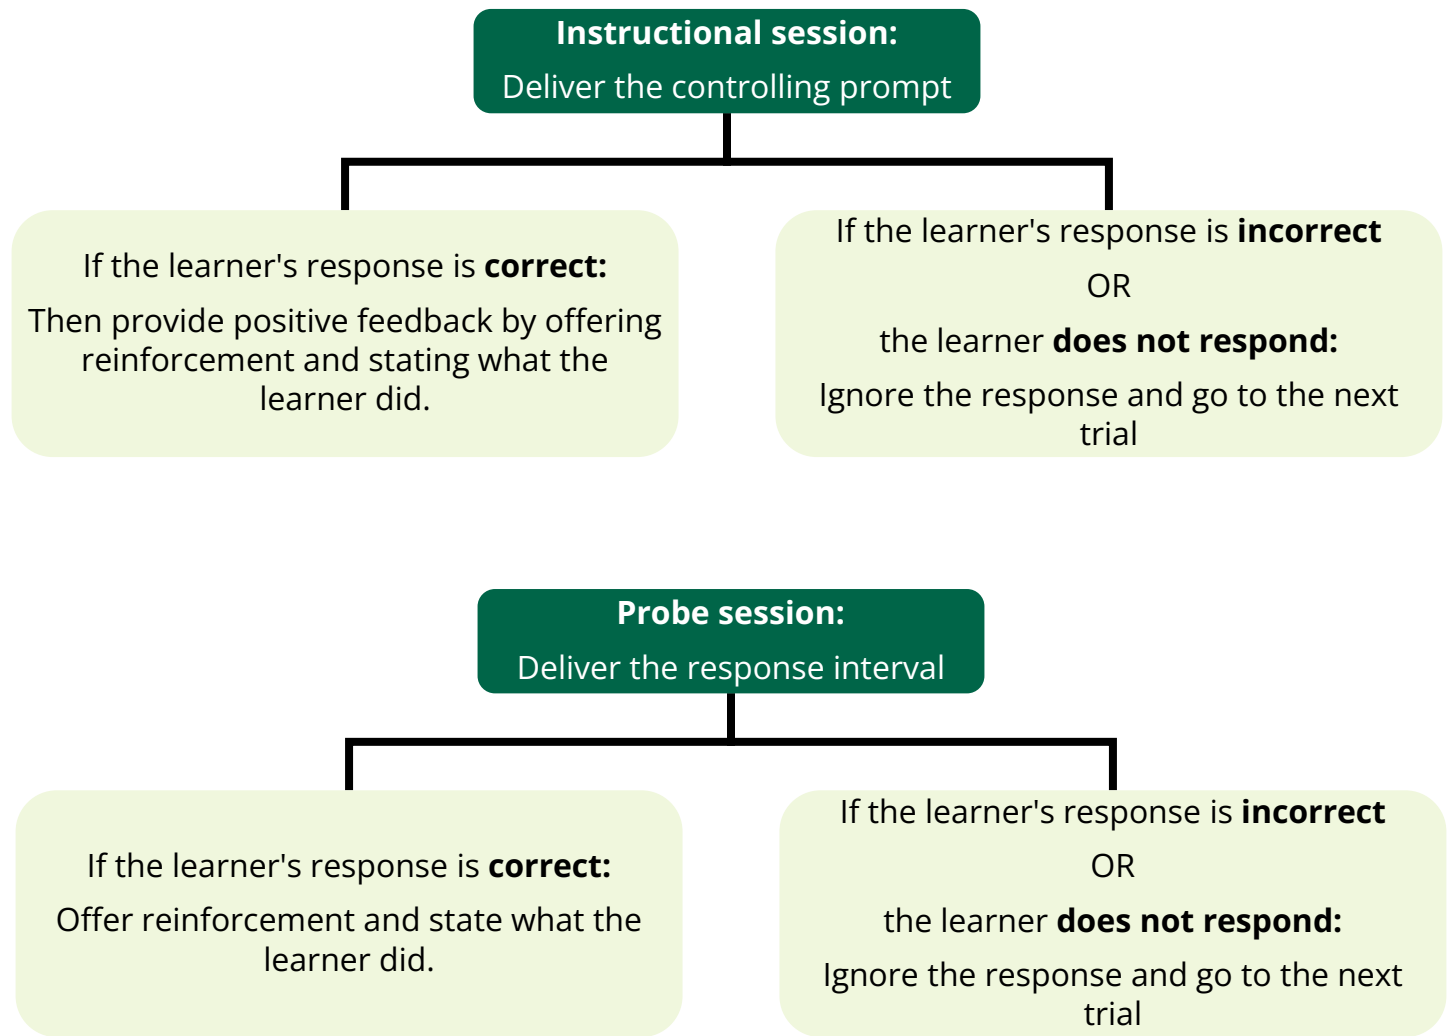 Instructional session:
Deliver the controlling prompt
If the learner's response is correct:
Then provide positive feedback by offering
reinforcement and stating what the
learner did.
If the learner's response is incorrect
OR
the learner does not respond:
Ignore the response and go to the next
trial
Probe session:
Deliver the response interval
If the learner's response is correct:
Offer reinforcement and state what the
learner did.
If the learner's response is incorrect
OR
the learner does not respond:
Ignore the response and go to the next
trial